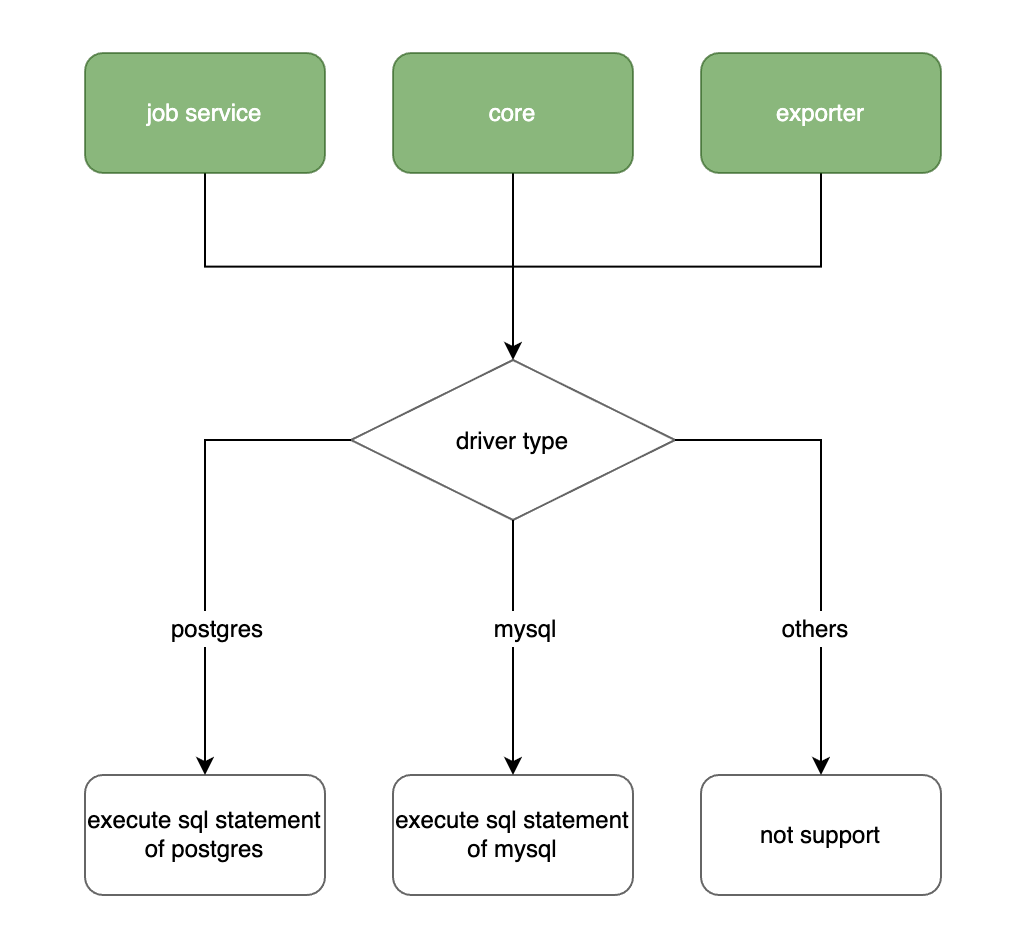 job service
core
exporter
driver type
postgres
mysql
others
execute sql statement
of postgres
execute sql statement
of mysql
not support